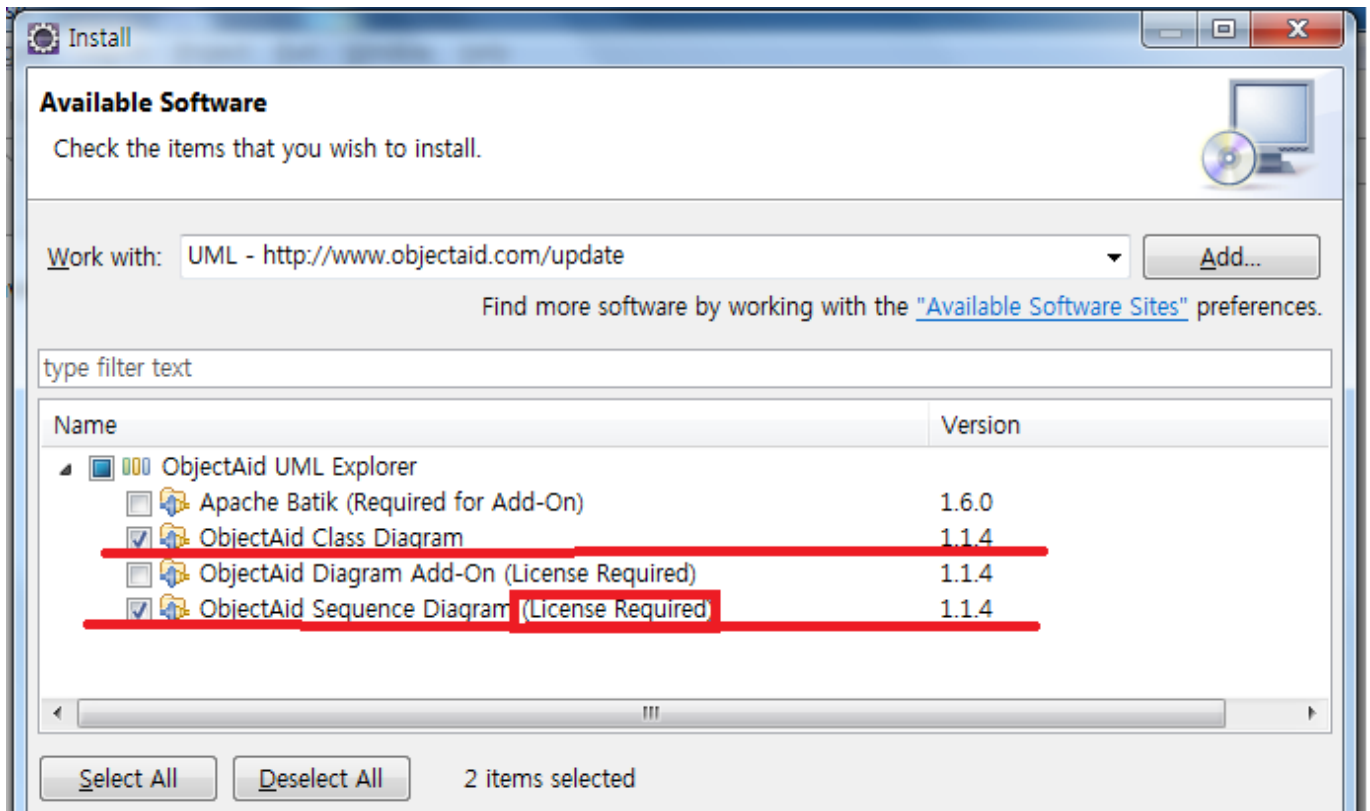 Install
Available Software
Check the items that you wish to install.
Work with: UML - http://www.objectaid.com/update Add...
Find more software by working with the "Available Software Sites" preferences.
type filter text
Name Version
ObjectAid UML Explorer
Apache Batik (Required for Add-On) 1.6.0
ObjectAid Class Diagram 1.1.4
ObjectAid Diagram Add-On (License Required) 1.1.4
ObjectAid Sequence Diagram (License Required) 1.1.4
Select All Deselect All 2 items selected